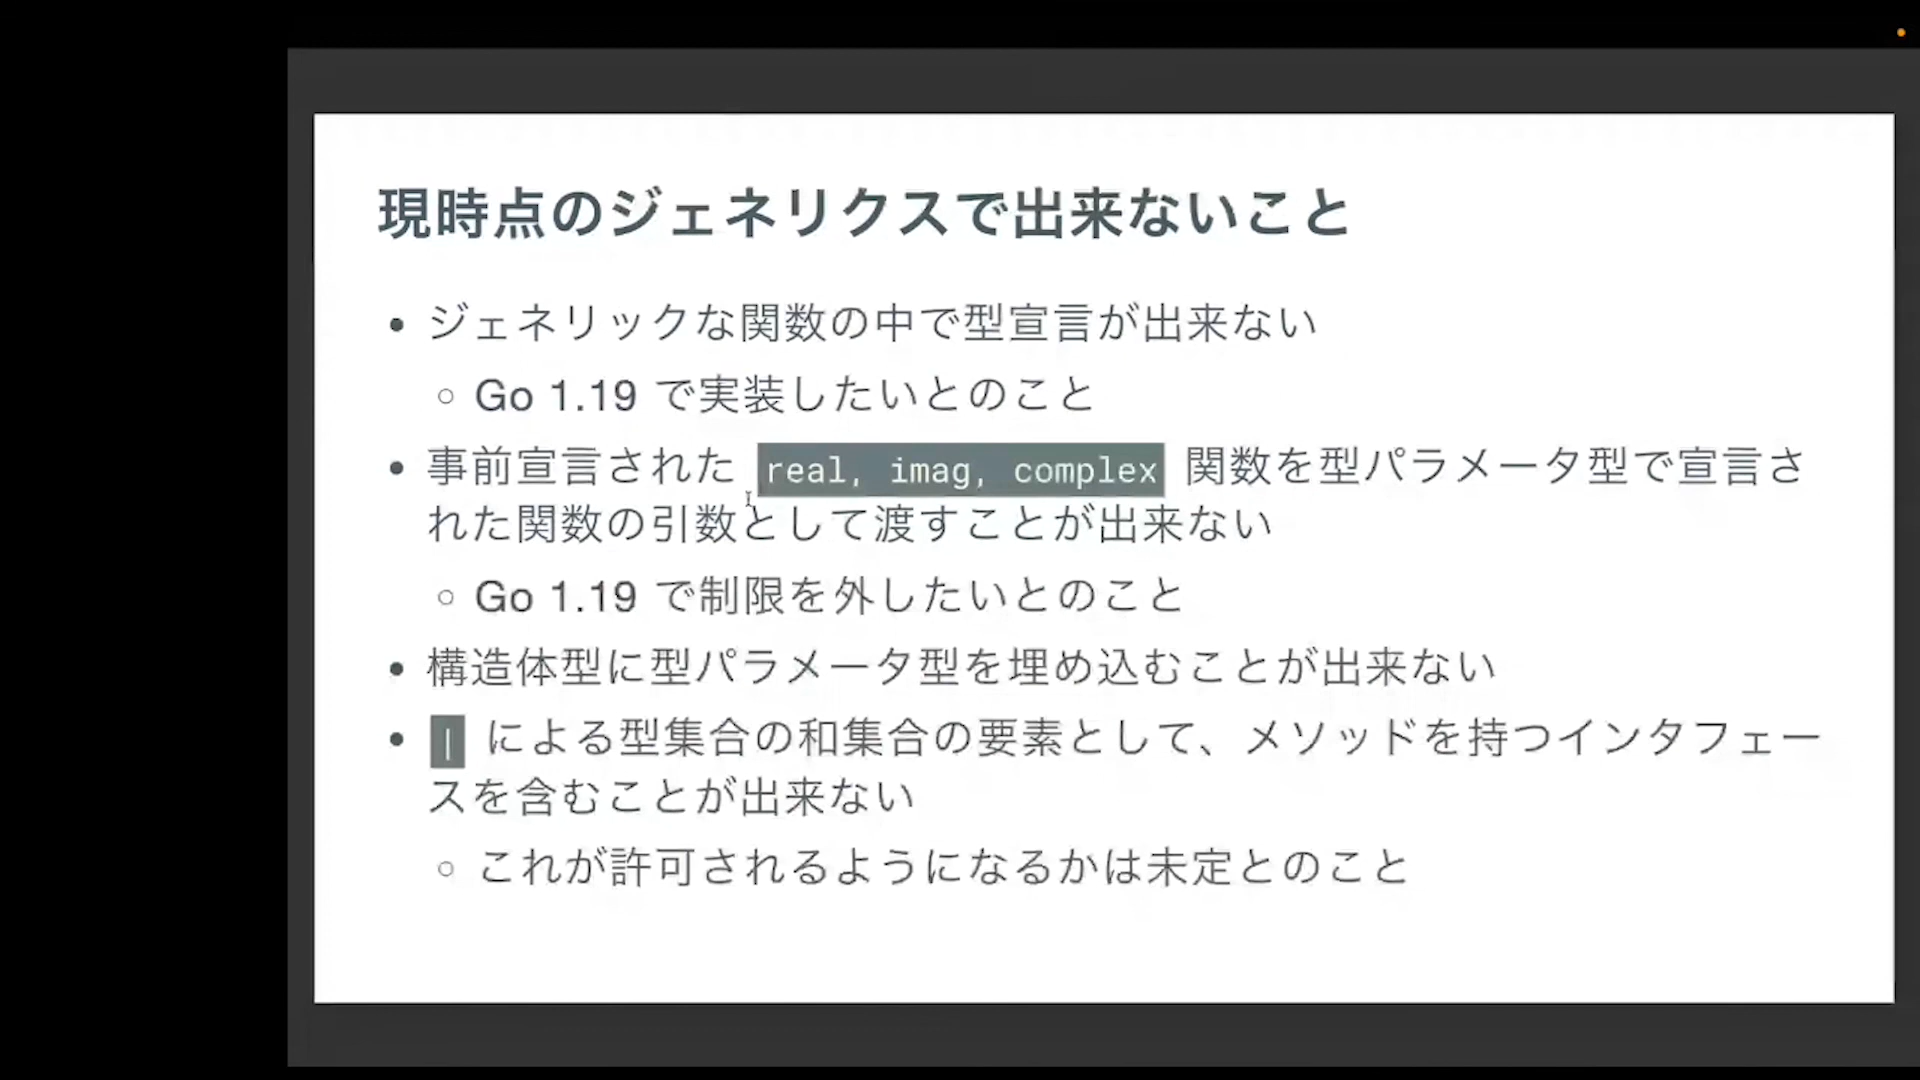 現時点のジェネリクスで出来ないこと
• ジェネリックな関数の中で型宣言が出来ない
○ Go 1.19 で実装したいとのこと
• 事前宣言された real, imag, complex 関数を型パラメータ型で宣言さ
れた関数の引数として渡すことが出来ない
○ Go 1.19 で制限を外したいとのこと
• 構造体型に型パラメータ型を埋め込むことが出来ない
• | による型集合の和集合の要素として、メソッドを持つインタフェー
スを含むことが出来ない
○ これが許可されるようになるかは未定とのこと